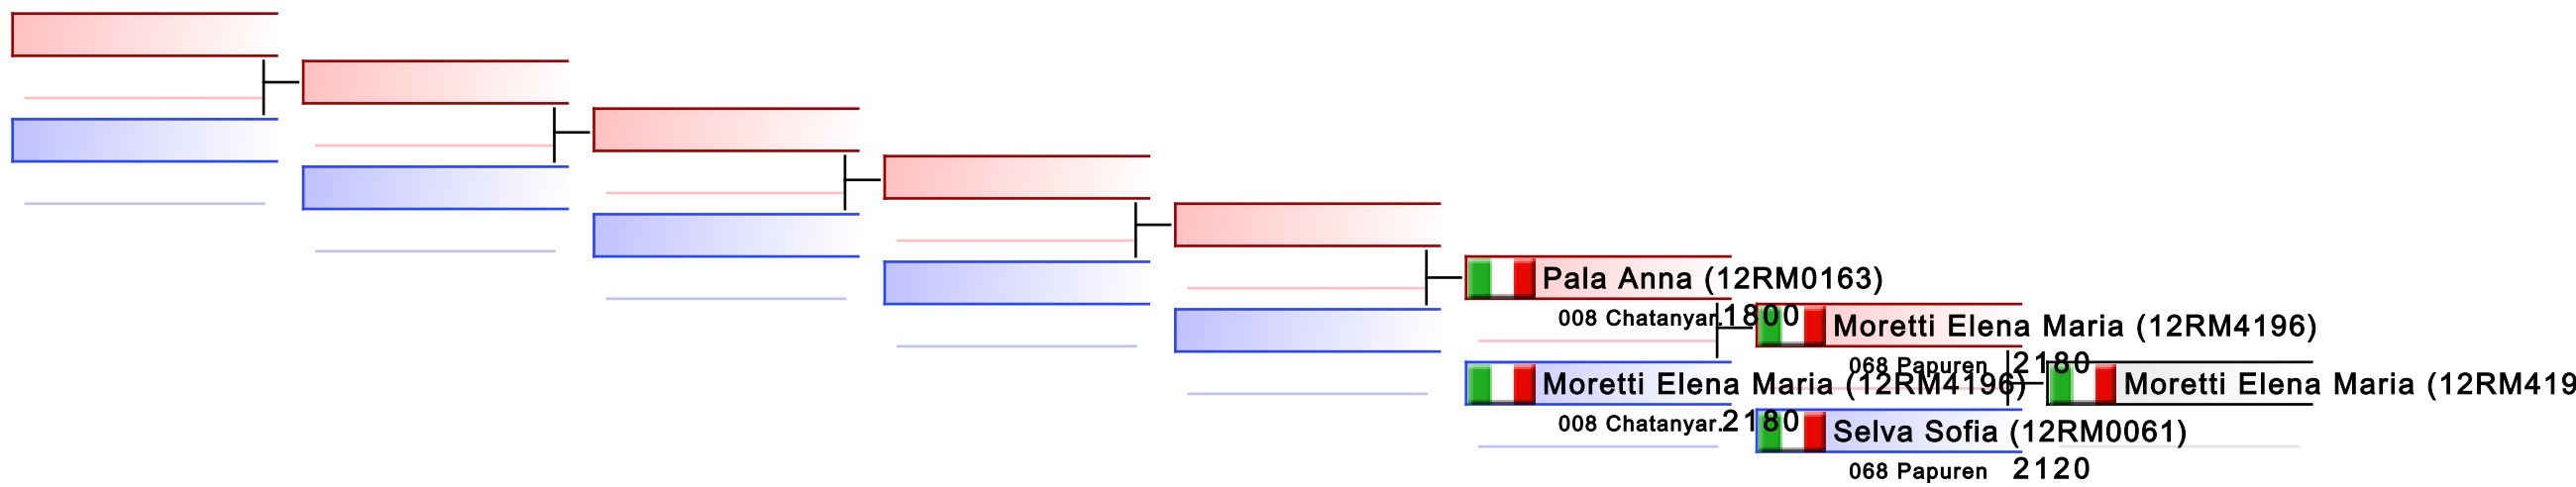 Pala Anna (12RM0163)
008 Chatanyar. 1800
Moretti Elena Maria (12RM4196)
008 Chatanyar. 2180
Moretti Elena Maria (12RM4196)
068 Papuren 2180
Selva Sofia (12RM0061)
068 Papuren 2120
Moretti Elena Maria (12RM419